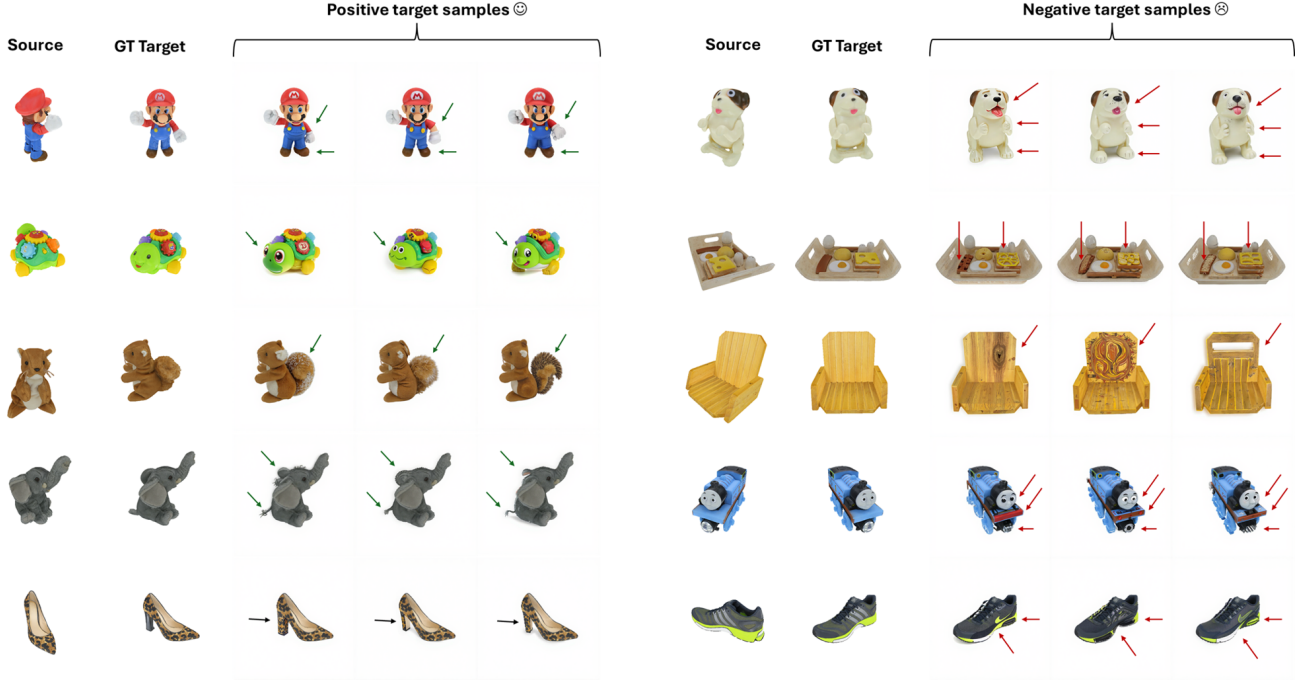 Positive target samples ☺
Negative target samples ☹
Source
GT Target
Source
GT Target
M
M
M
M